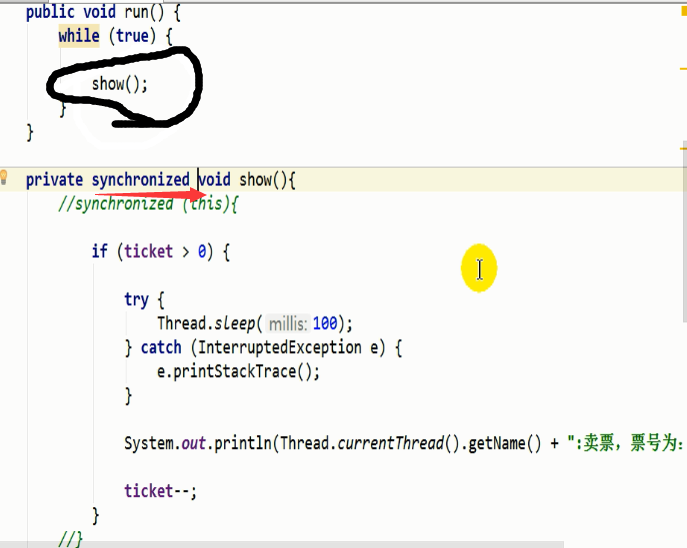 public void run() {
while (true) {
show();
}
}
private synchronized void show(){
//synchronized (this){
if (ticket > 0) {
try {
Thread.sleep( millis: 100);
} catch (InterruptedException e) {
e.printStackTrace();
}
System.out.println(Thread.currentThread().getName() + ":卖票，票号为:
ticket--;
}
//}